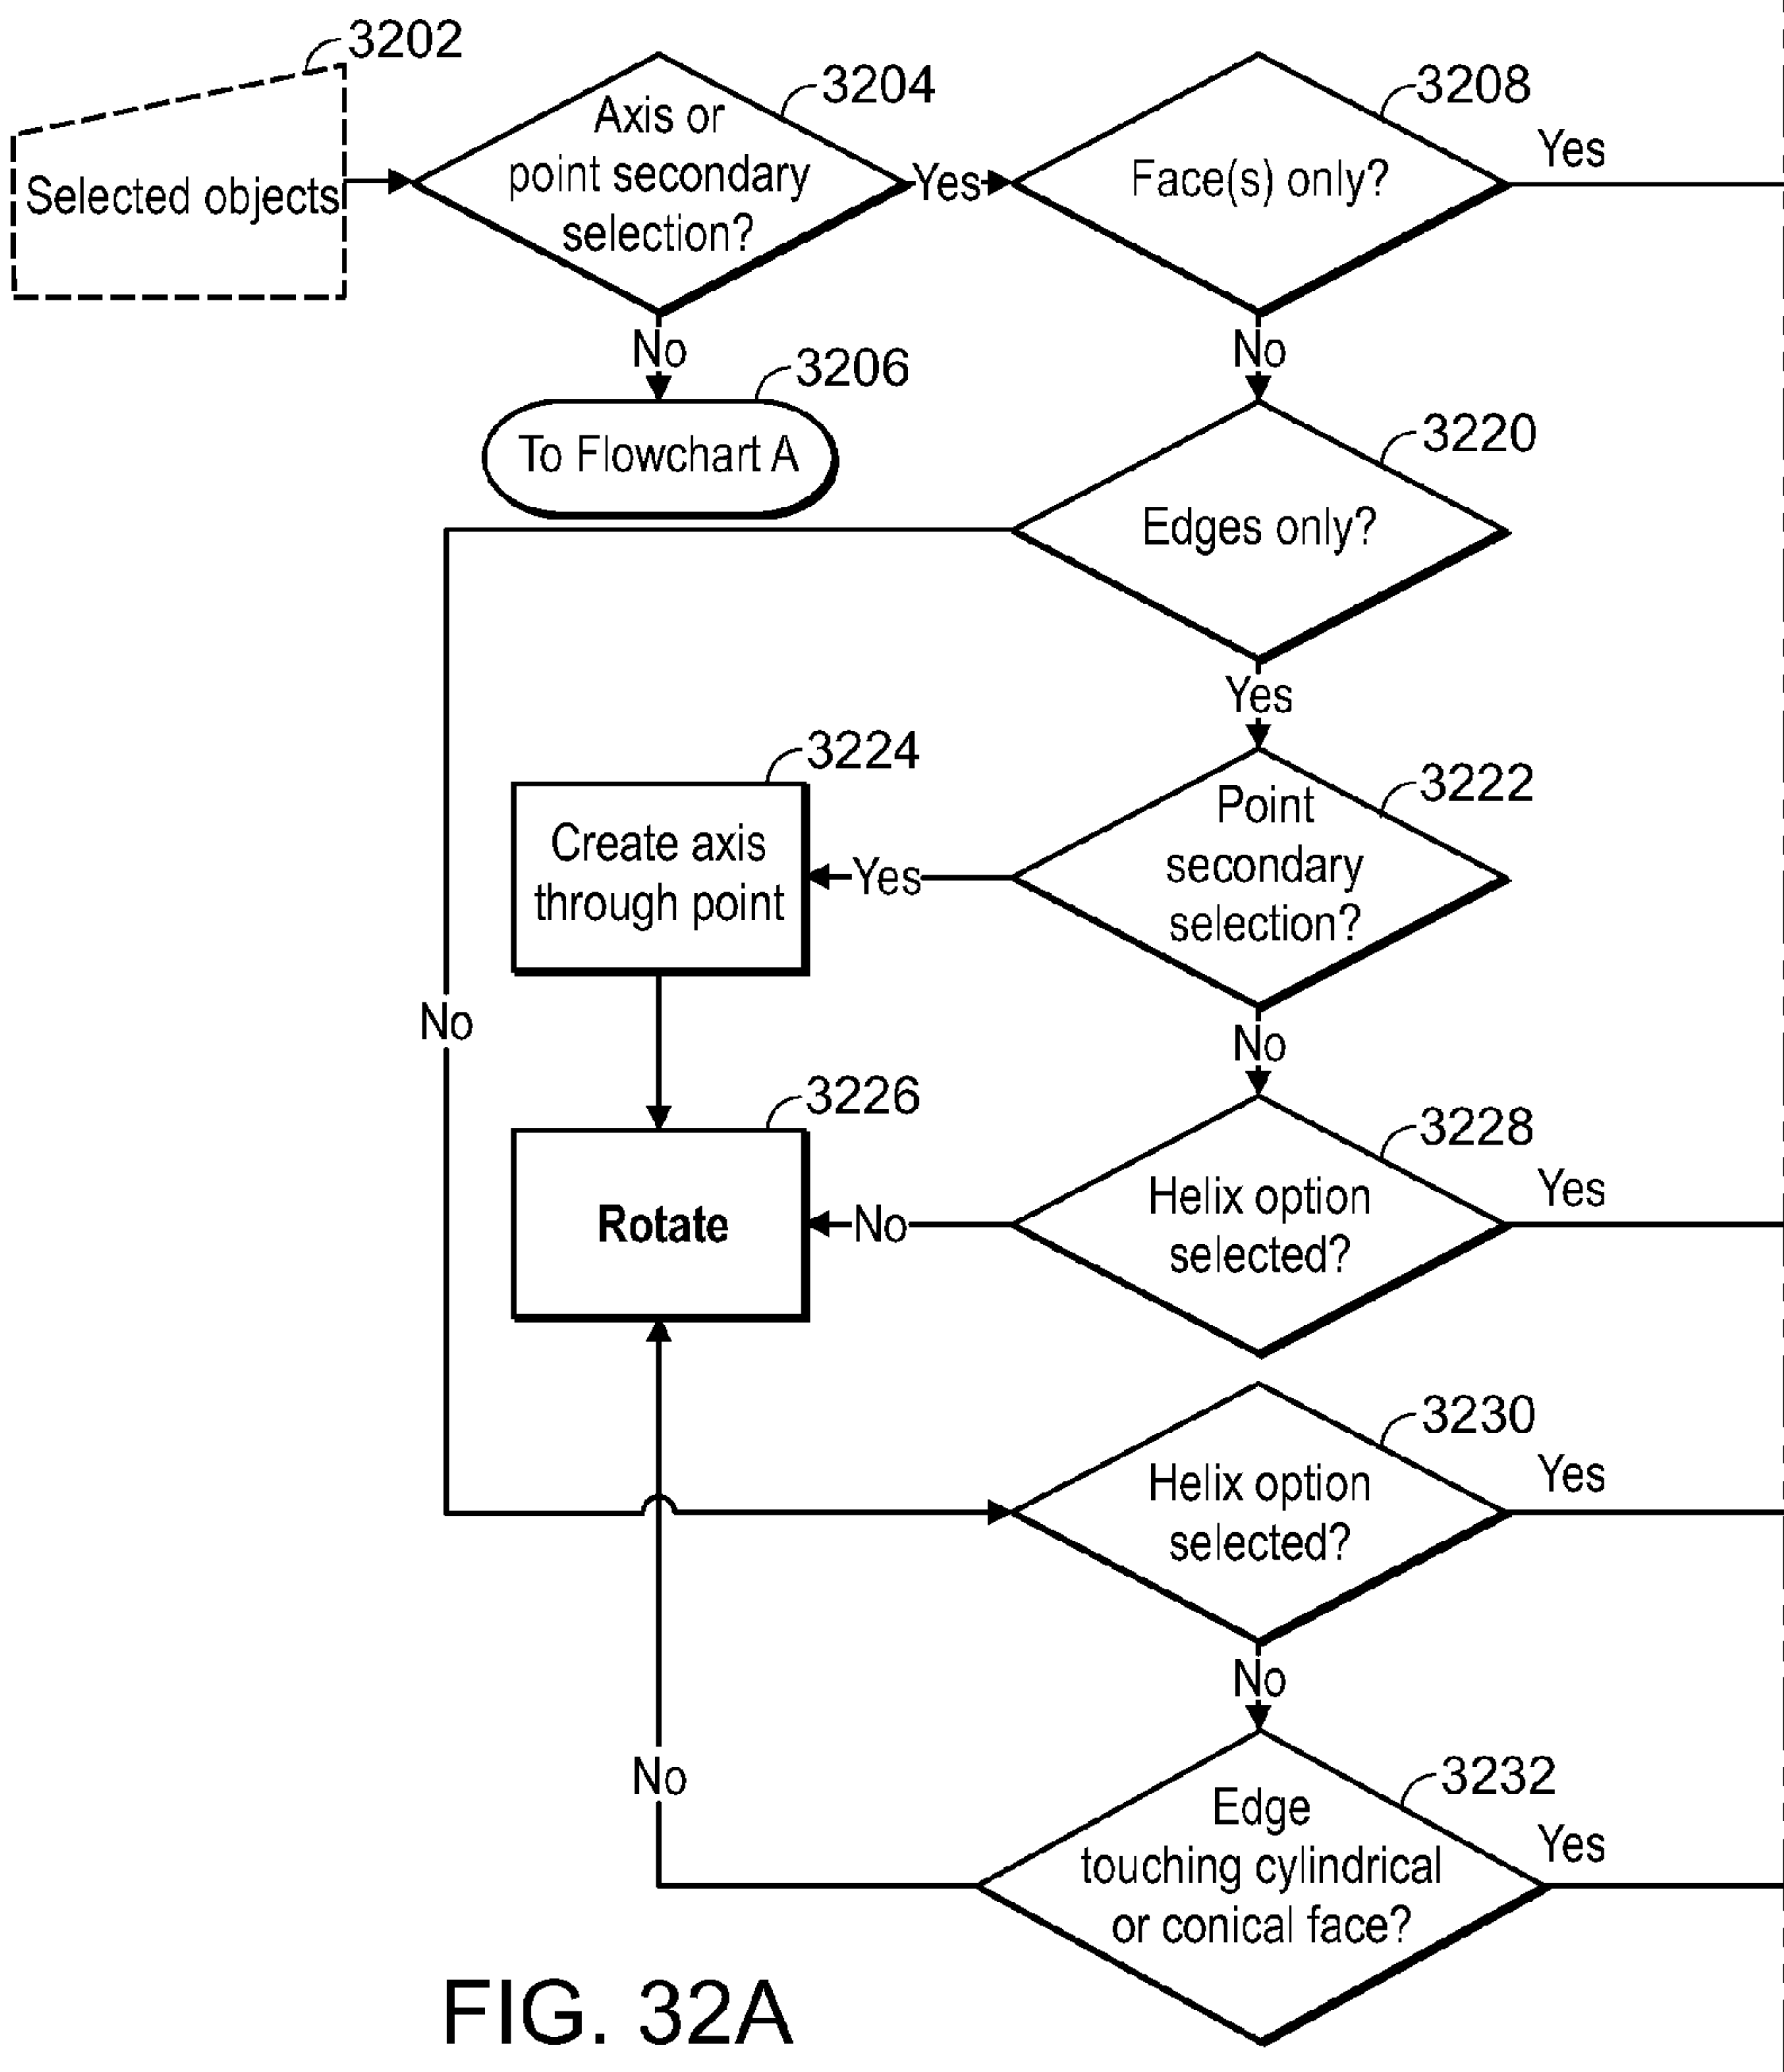 3202
Selected objects
3204
Axis or
point secondary
selection?
Yes
No
3206
To Flowchart A
3208
Face(s) only?
Yes
No
3220
Edges only?
No
Yes
3222
Point
secondary
selection?
Yes
3224
Create axis
through point
No
3226
Rotate
3228
Helix option
selected?
Yes
No
3230
Helix option
selected?
Yes
No
3232
Edge
touching cylindrical
or conical face?
Yes
No
FIG. 32A